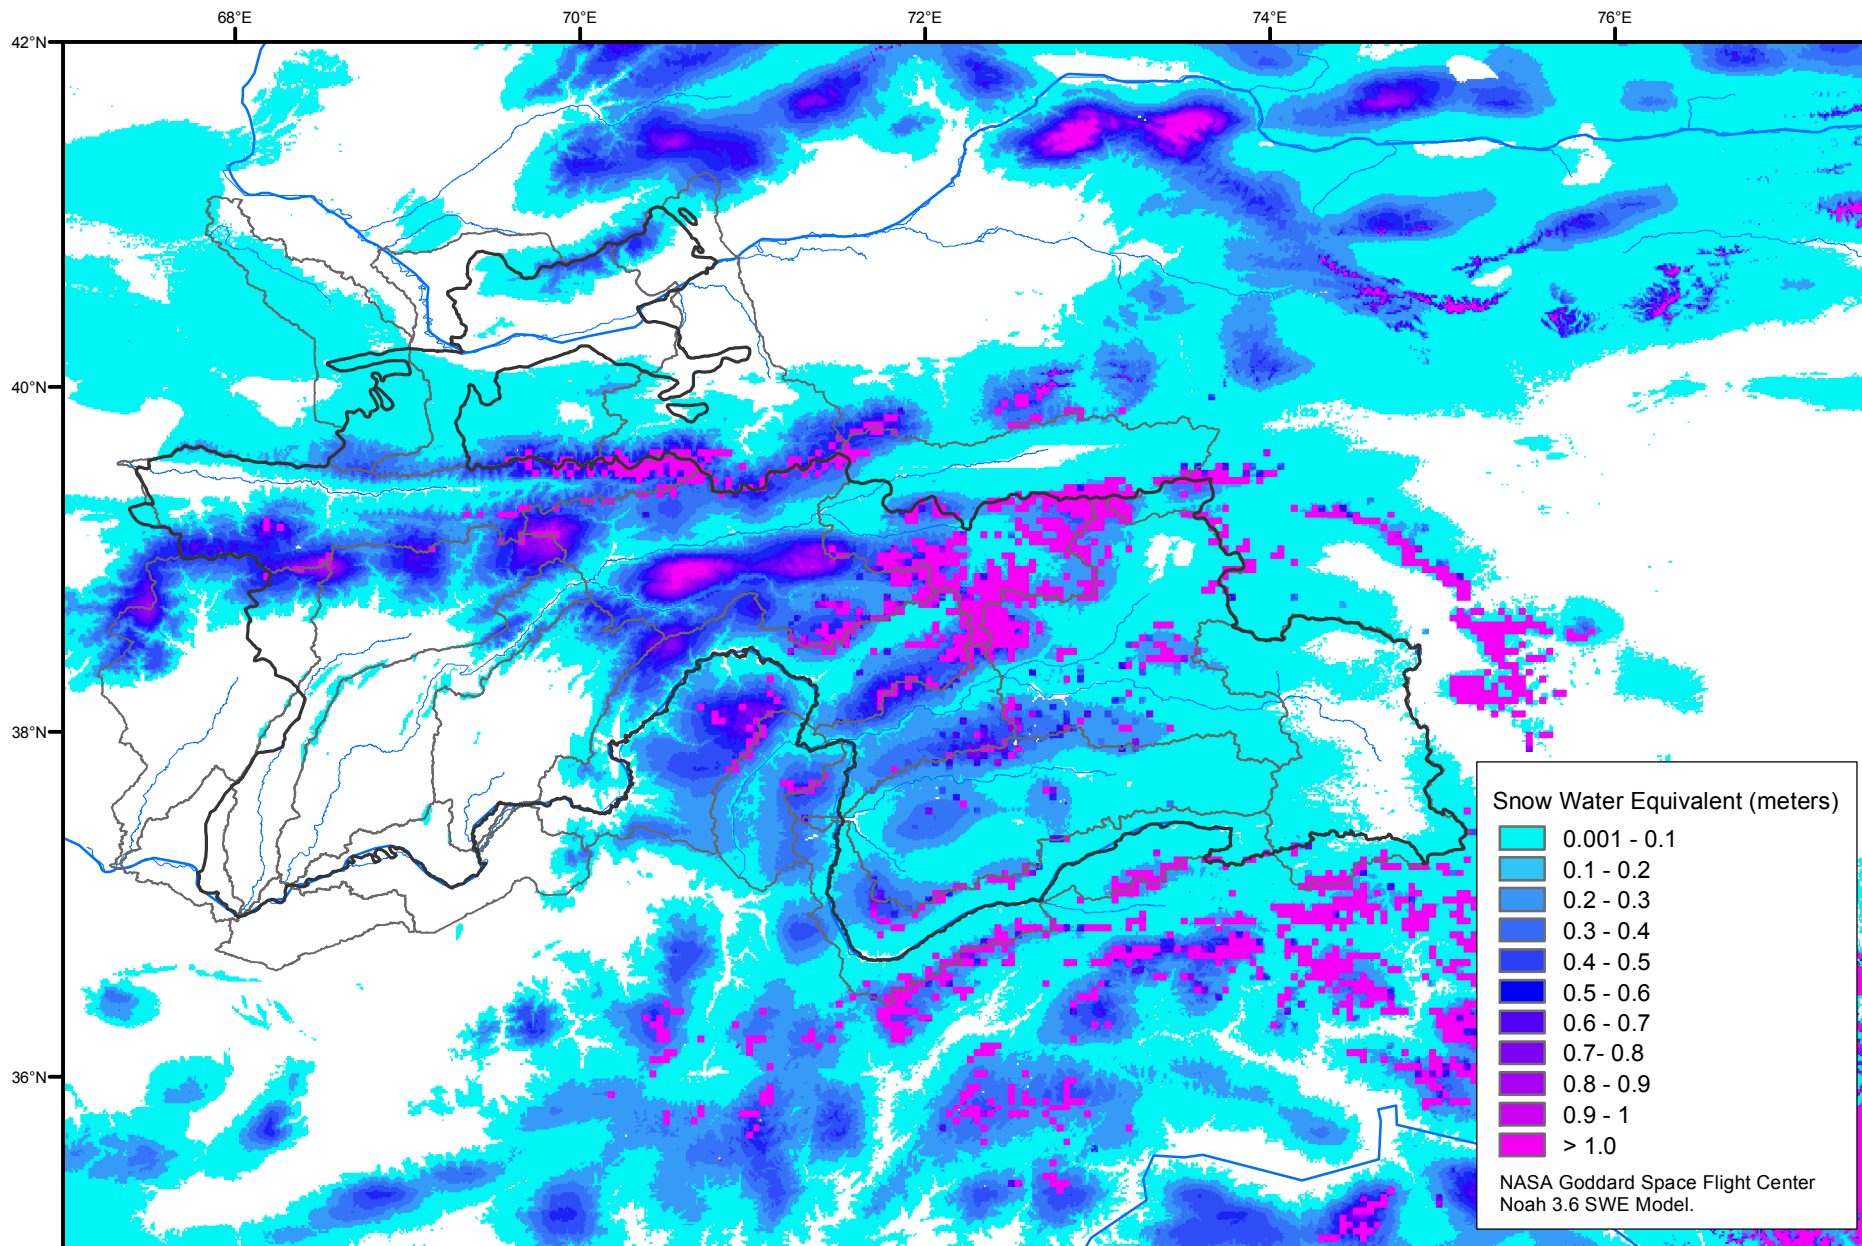 68°E
70°E
72°E
74°E
76°E
42°N
40°N
38°N
36°N
Snow Water Equivalent (meters)
0.001 - 0.1
0.1 - 0.2
0.2 - 0.3
0.3 - 0.4
0.4 - 0.5
0.5 - 0.6
0.6 - 0.7
0.7- 0.8
0.8 - 0.9
0.9 - 1
> 1.0
NASA Goddard Space Flight Center
Noah 3.6 SWE Model.